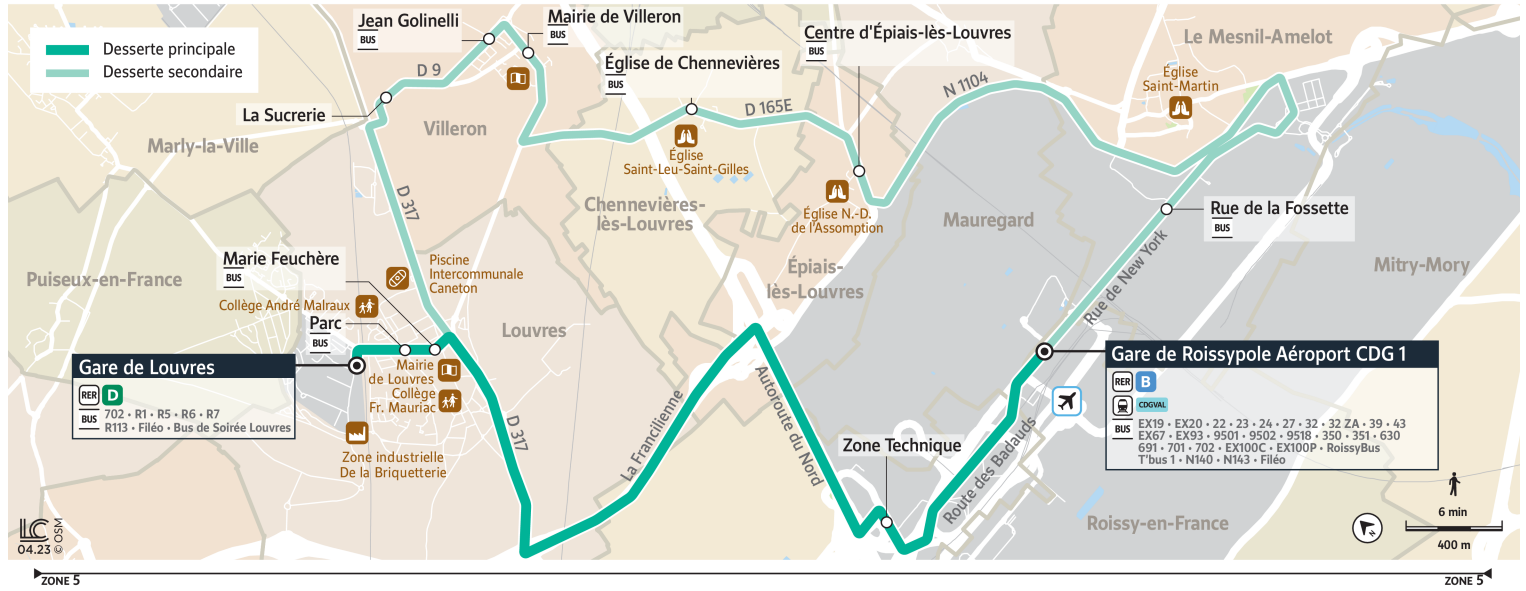 Desserte principale
Desserte secondaire
Jean Golinelli
BUS
Mairie de Villeron
BUS
Centre d'Épiais-lès-Louvres
BUS
Le Mesnil-Amelot
Église de Chennevières
BUS
Église
Saint-Martin
D 9
N 1104
La Sucrerie
D 165E
Villeron
Marly-la-Ville
Église
Saint-Leu-Saint-Gilles
D 317
Chennevières-
lès-Louvres
Église N.-D.
de l'Assomption
Mauregard
Rue de la Fossette
BUS
Marie Feuchère
BUS
Piscine
Intercommunale
Caneton
Épiais-
lès-Louvres
Mitry-Mory
Puiseux-en-France
Collège André Malraux
Rue de New York
Parc
BUS
Louvres
Gare de Louvres
RER D
BUS
702 • R1 • R5 • R6 • R7
R113 • Filéo • Bus de Soirée Louvres
Mairie
de Louvres
Collège
Fr. Mauriac
Gare de Roissypole Aéroport CDG 1
RER B
CDGVAL
BUS
EX19 • EX20 • 22 • 23 • 24 • 27 • 32 • 32 ZA • 39 • 43
EX67 • EX93 • 9501 • 9502 • 9518 • 350 • 351 • 630
691 • 701 • 702 • EX100C • EX100P • RoissyBus
T'bus 1 • N140 • N143 • Filéo
D 317
La Francilienne
Autoroute du Nord
Zone Technique
Route des Badauds
Zone industrielle
De la Briquetterie
Roissy-en-France
N
6 min
400 m
LC
04.23 © OSM
ZONE 5
ZONE 5